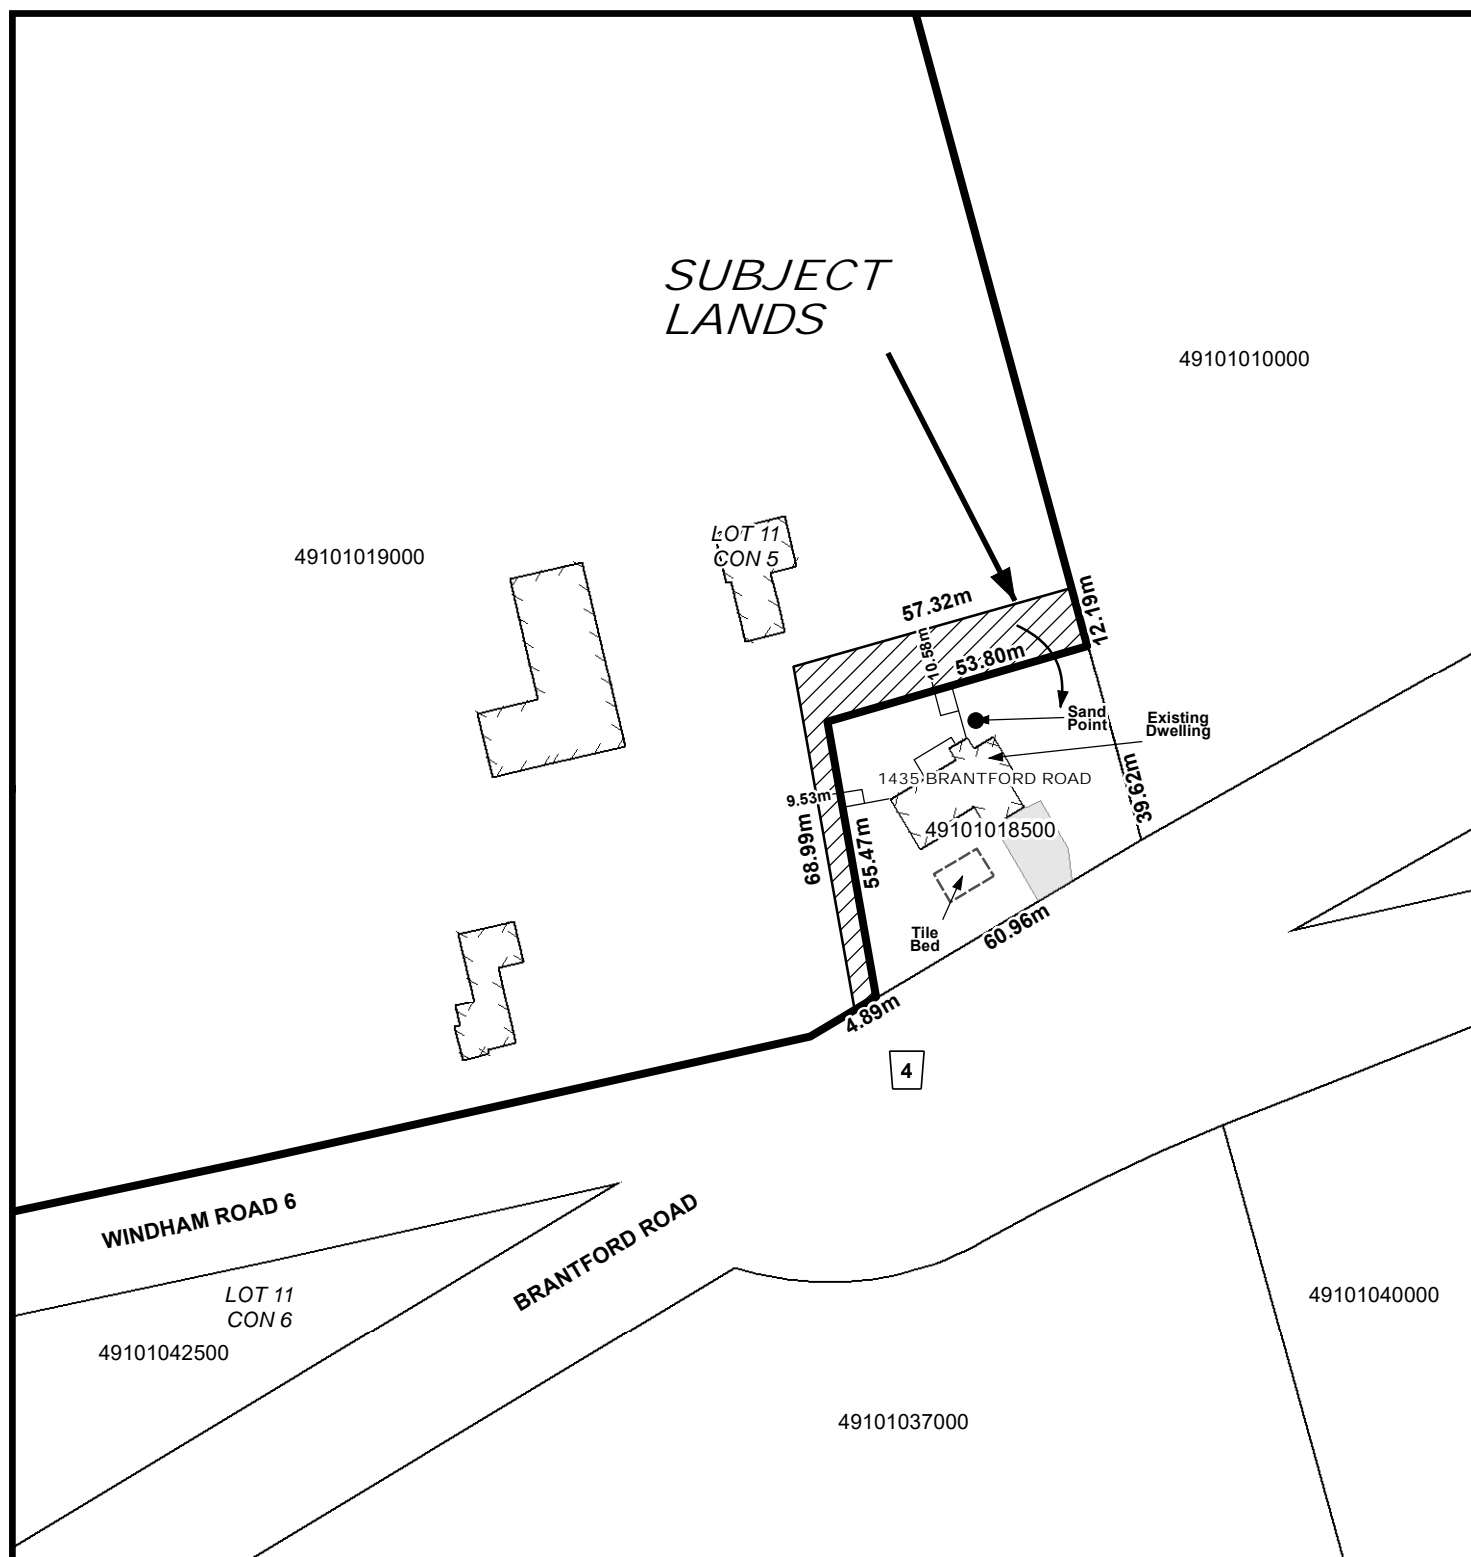 SUBJECT
LANDS
49101010000
LOT 11
CON 5
49101019000
57.32m
12.19m
10.58m
53.80m
Sand
Point
Existing
Dwelling
1435 BRANTFORD ROAD
39.62m
9.53m
68.99m
55.47m
49101018500
Tile
Bed
60.96m
4.89m
4
WINDHAM ROAD 6
BRANTFORD ROAD
LOT 11
CON 6
49101042500
49101040000
49101037000